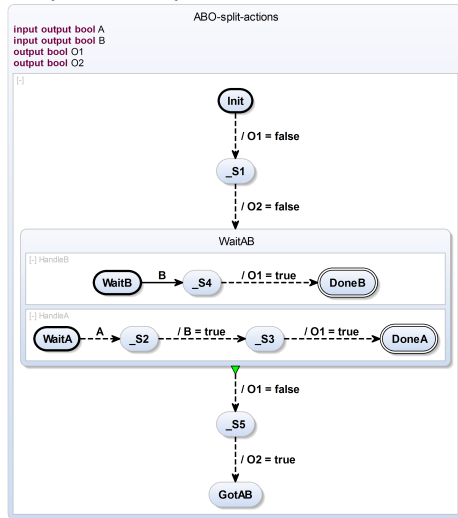 ABO-split-actions
input output bool A
input output bool B
output bool O1
output bool O2
[-]
Init
/ O1 = false
_S1
/ O2 = false
WaitAB
[-] HandleB
WaitB B _S4 / O1 = true DoneB
[-] HandleA
WaitA A _S2 / B = true _S3 / O1 = true DoneA
/ O1 = false
_S5
/ O2 = true
GotAB